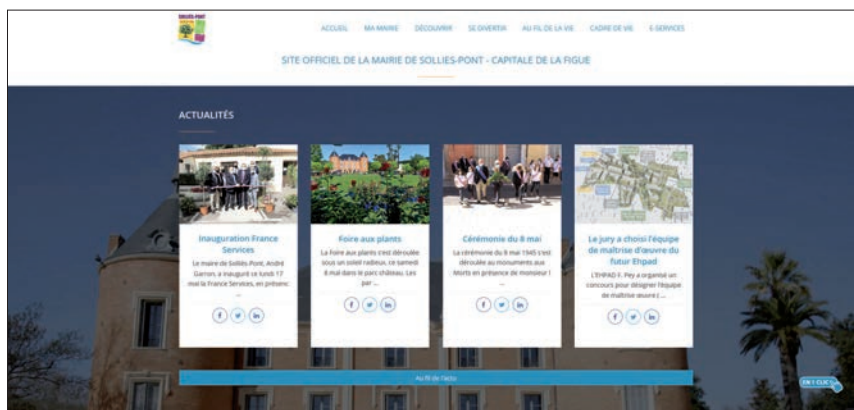 SOLLIÈS-PONT
ACCUEIL MA MAIRIE DÉCOUVRIR SE DIVERTIR AU FIL DE LA VIE CADRE DE VIE E-SERVICES
SITE OFFICIEL DE LA MAIRIE DE SOLLIES-PONT - CAPITALE DE LA FIGUE
ACTUALITÉS
Inauguration France
Services
Le maire de Solliès-Pont, André
Garron, a inauguré ce lundi 17
mai la France Services, en présenc
...
Foire aux plants
La Foire aux plants s'est déroulée
sous un soleil radieux, ce samedi
8 mai dans le parc château. Les
par ...
Cérémonie du 8 mai
La cérémonie du 8 mai 1945 s'est
déroulée au monuments aux
Morts en présence de monsieur l
...
Le jury a choisi l'équipe
de maîtrise d'œuvre du
futur Ehpad
L'EHPAD F. Pey a organisé un
concours pour désigner l'équipe
de maîtrise œuvre ( ...
Au fil de l'actu
EN 1 CLIC